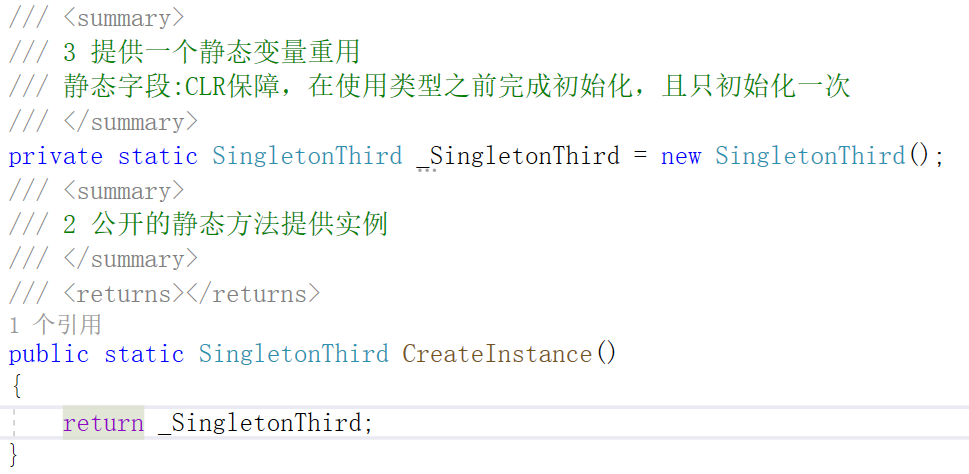 /// <summary>
/// 3 提供一个静态变量重用
/// 静态字段:CLR保障，在使用类型之前完成初始化，且只初始化一次
/// </summary>
private static SingletonThird _SingletonThird = new SingletonThird();
/// <summary>
/// 2 公开的静态方法提供实例
/// </summary>
/// <returns></returns>
1 个引用
public static SingletonThird CreateInstance()
{
    return _SingletonThird;
}